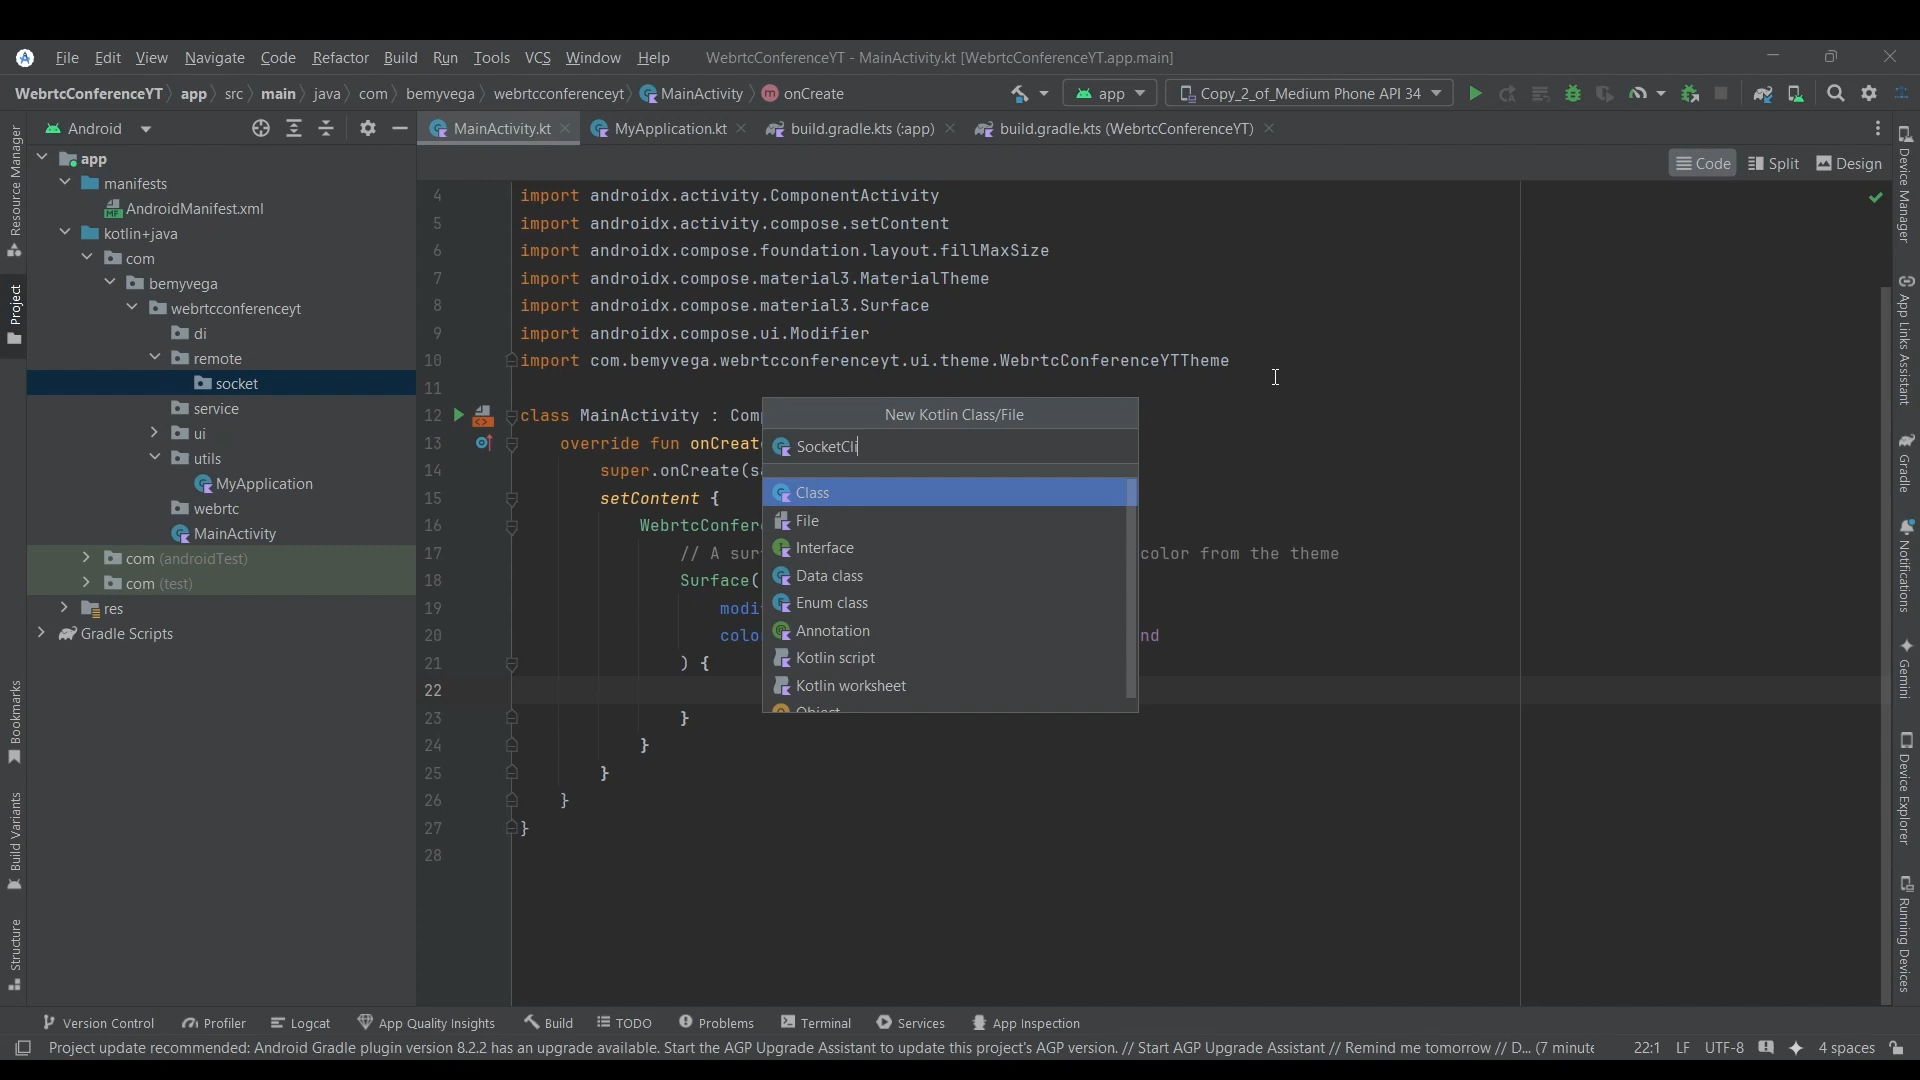 File Edit View Navigate Code Refactor Build Run Tools VCS Window Help WebrtcConferenceYT - MainActivity.kt [WebrtcConferenceYT.app.main]
WebrtcConferenceYT app src main java com bemyvega webrtcconferenceyt MainActivity onCreate app Copy_2_of_Medium Phone API 34
Android
MainActivity.kt MyApplication.kt build.gradle.kts (:app) build.gradle.kts (WebrtcConferenceYT)
Code Split Design
app
manifests
AndroidManifest.xml
kotlin+java
com
bemyvega
webrtcconferenceyt
di
remote
socket
service
ui
utils
MyApplication
webrtc
MainActivity
com (androidTest)
com (test)
res
Gradle Scripts
4 import androidx.activity.ComponentActivity
5 import androidx.activity.compose.setContent
6 import androidx.compose.foundation.layout.fillMaxSize
7 import androidx.compose.material3.MaterialTheme
8 import androidx.compose.material3.Surface
9 import androidx.compose.ui.Modifier
10 import com.bemyvega.webrtcconferenceyt.ui.theme.WebrtcConferenceYTTheme
11
12 class MainActivity : Com
13 override fun onCreate
14 super.onCreate(sa
15 setContent {
16 WebrtcConfer
17 // A sur color from the theme
18 Surface(
19 modi
20 colo nd
21 ) {
22
23 }
24 }
25 }
26 }
27 }
28
New Kotlin Class/File
SocketCli
Class
File
Interface
Data class
Enum class
Annotation
Kotlin script
Kotlin worksheet
Object
Resource Manager
Project
Bookmarks
Build Variants
Structure
Device Manager
App Links Assistant
Gradle
Notifications
Gemini
Device Explorer
Running Devices
Version Control Profiler Logcat App Quality Insights Build TODO Problems Terminal Services App Inspection
Project update recommended: Android Gradle plugin version 8.2.2 has an upgrade available. Start the AGP Upgrade Assistant to update this project's AGP version. // Start AGP Upgrade Assistant // Remind me tomorrow // D... (7 minute 22:1 LF UTF-8 4 spaces